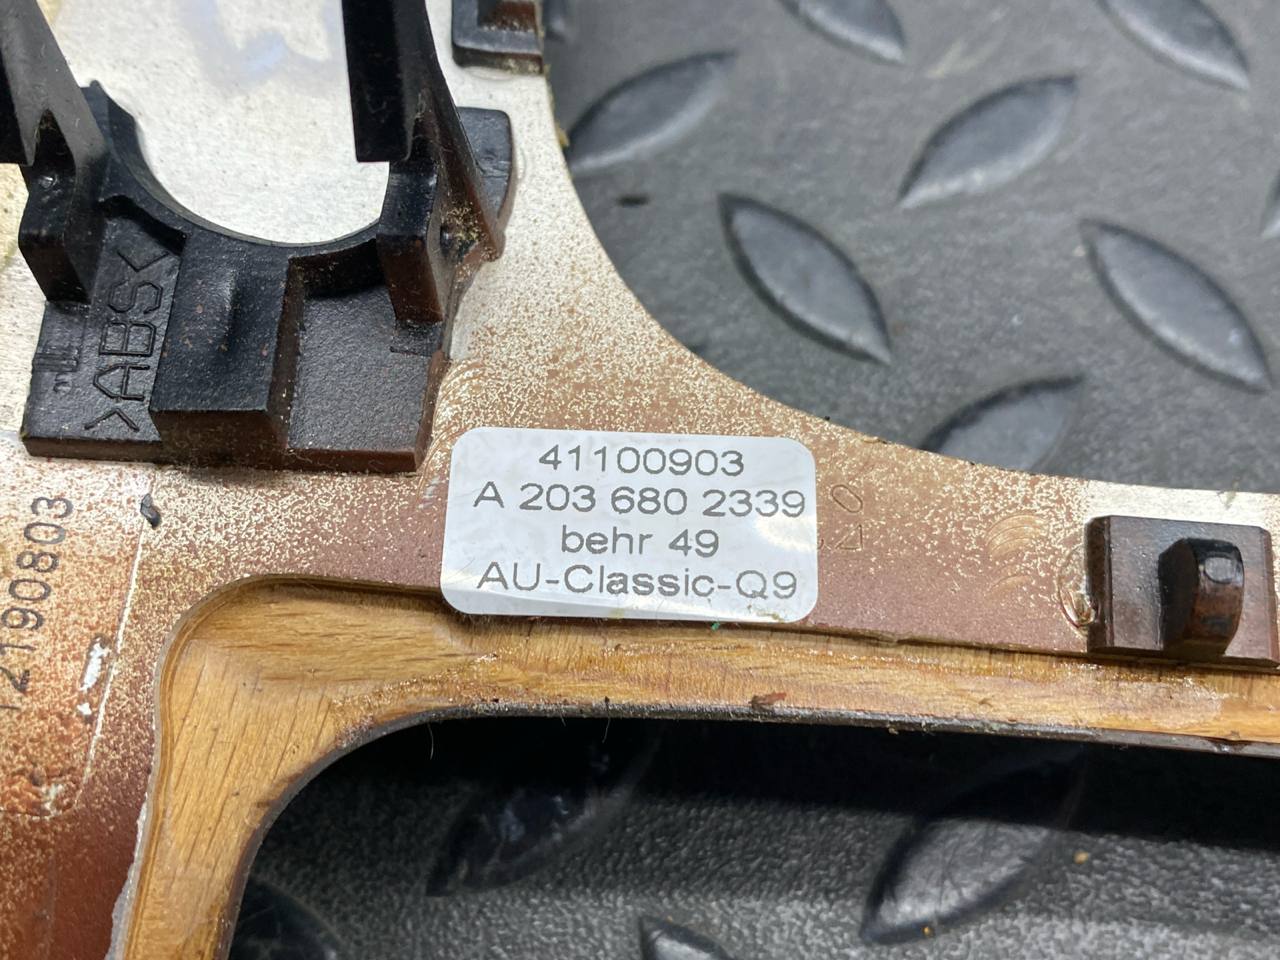 >ABS<
41100903
A 203 680 2339
behr 49
AU-Classic-Q9
12190803